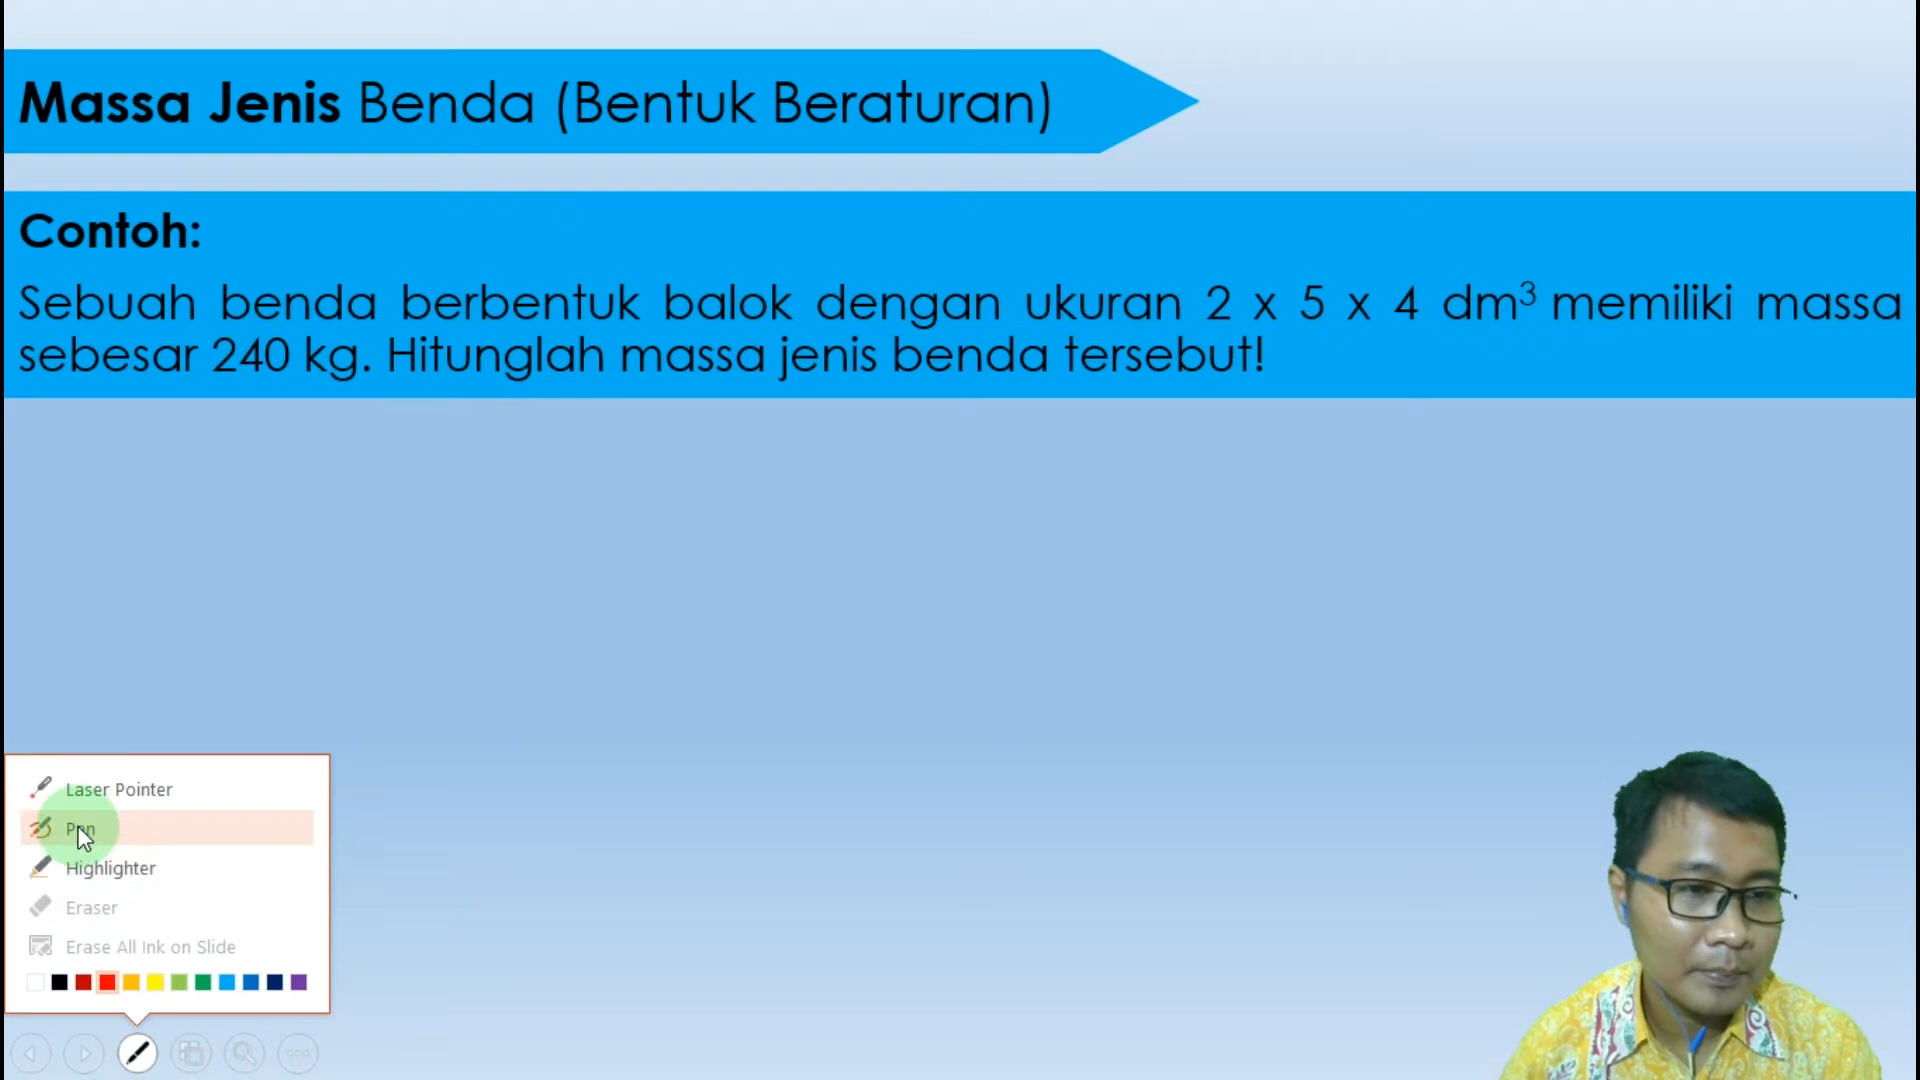 Massa Jenis Benda (Bentuk Beraturan)
Contoh:
Sebuah benda berbentuk balok dengan ukuran 2 x 5 x 4 dm³ memiliki massa
sebesar 240 kg. Hitunglah massa jenis benda tersebut!
Laser Pointer
Pen
Highlighter
Eraser
Erase All Ink on Slide